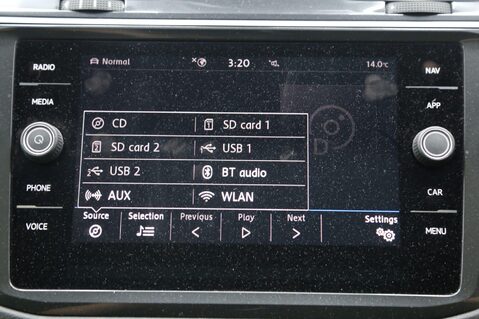 RADIO
MEDIA
PHONE
VOICE
Normal 3:20 14.0°C
CD SD card 1
SD card 2 USB 1
USB 2 BT audio
AUX WLAN
Source Selection Previous Play Next Settings
NAV
APP
CAR
MENU